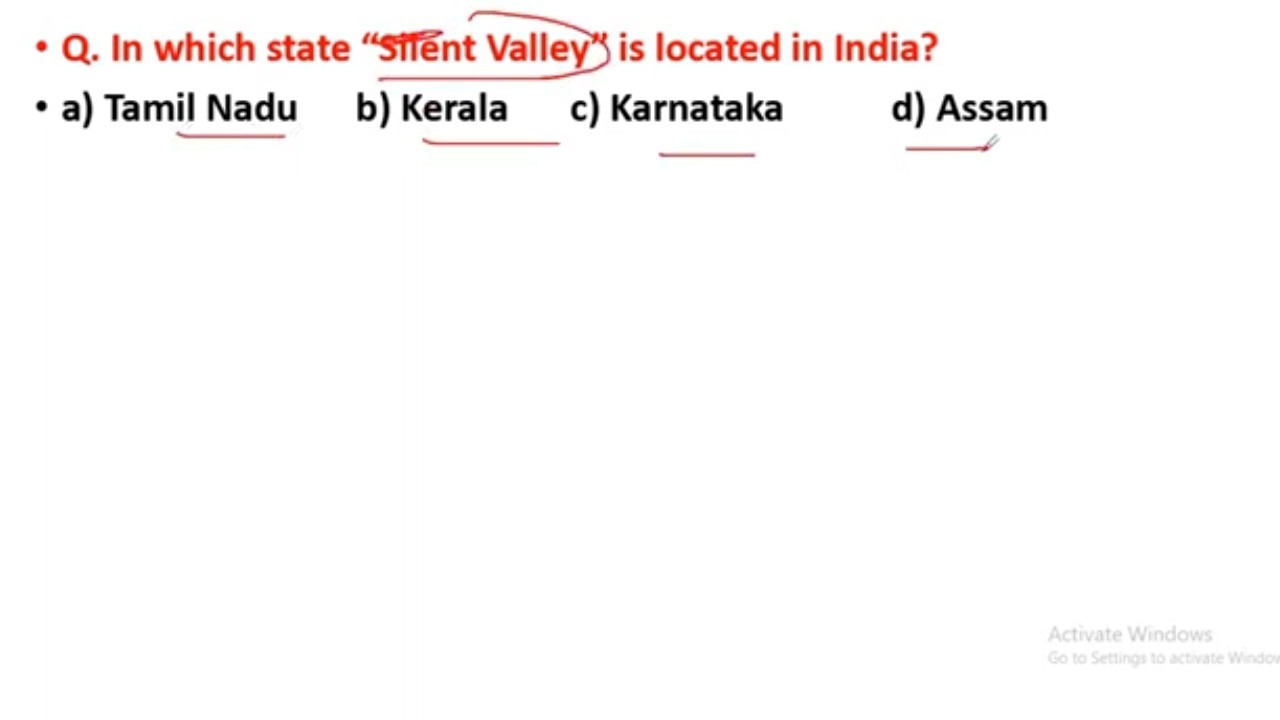 • Q. In which state “Silent Valley” is located in India?
• a) Tamil Nadu b) Kerala c) Karnataka d) Assam
Activate Windows
Go to Settings to activate Window